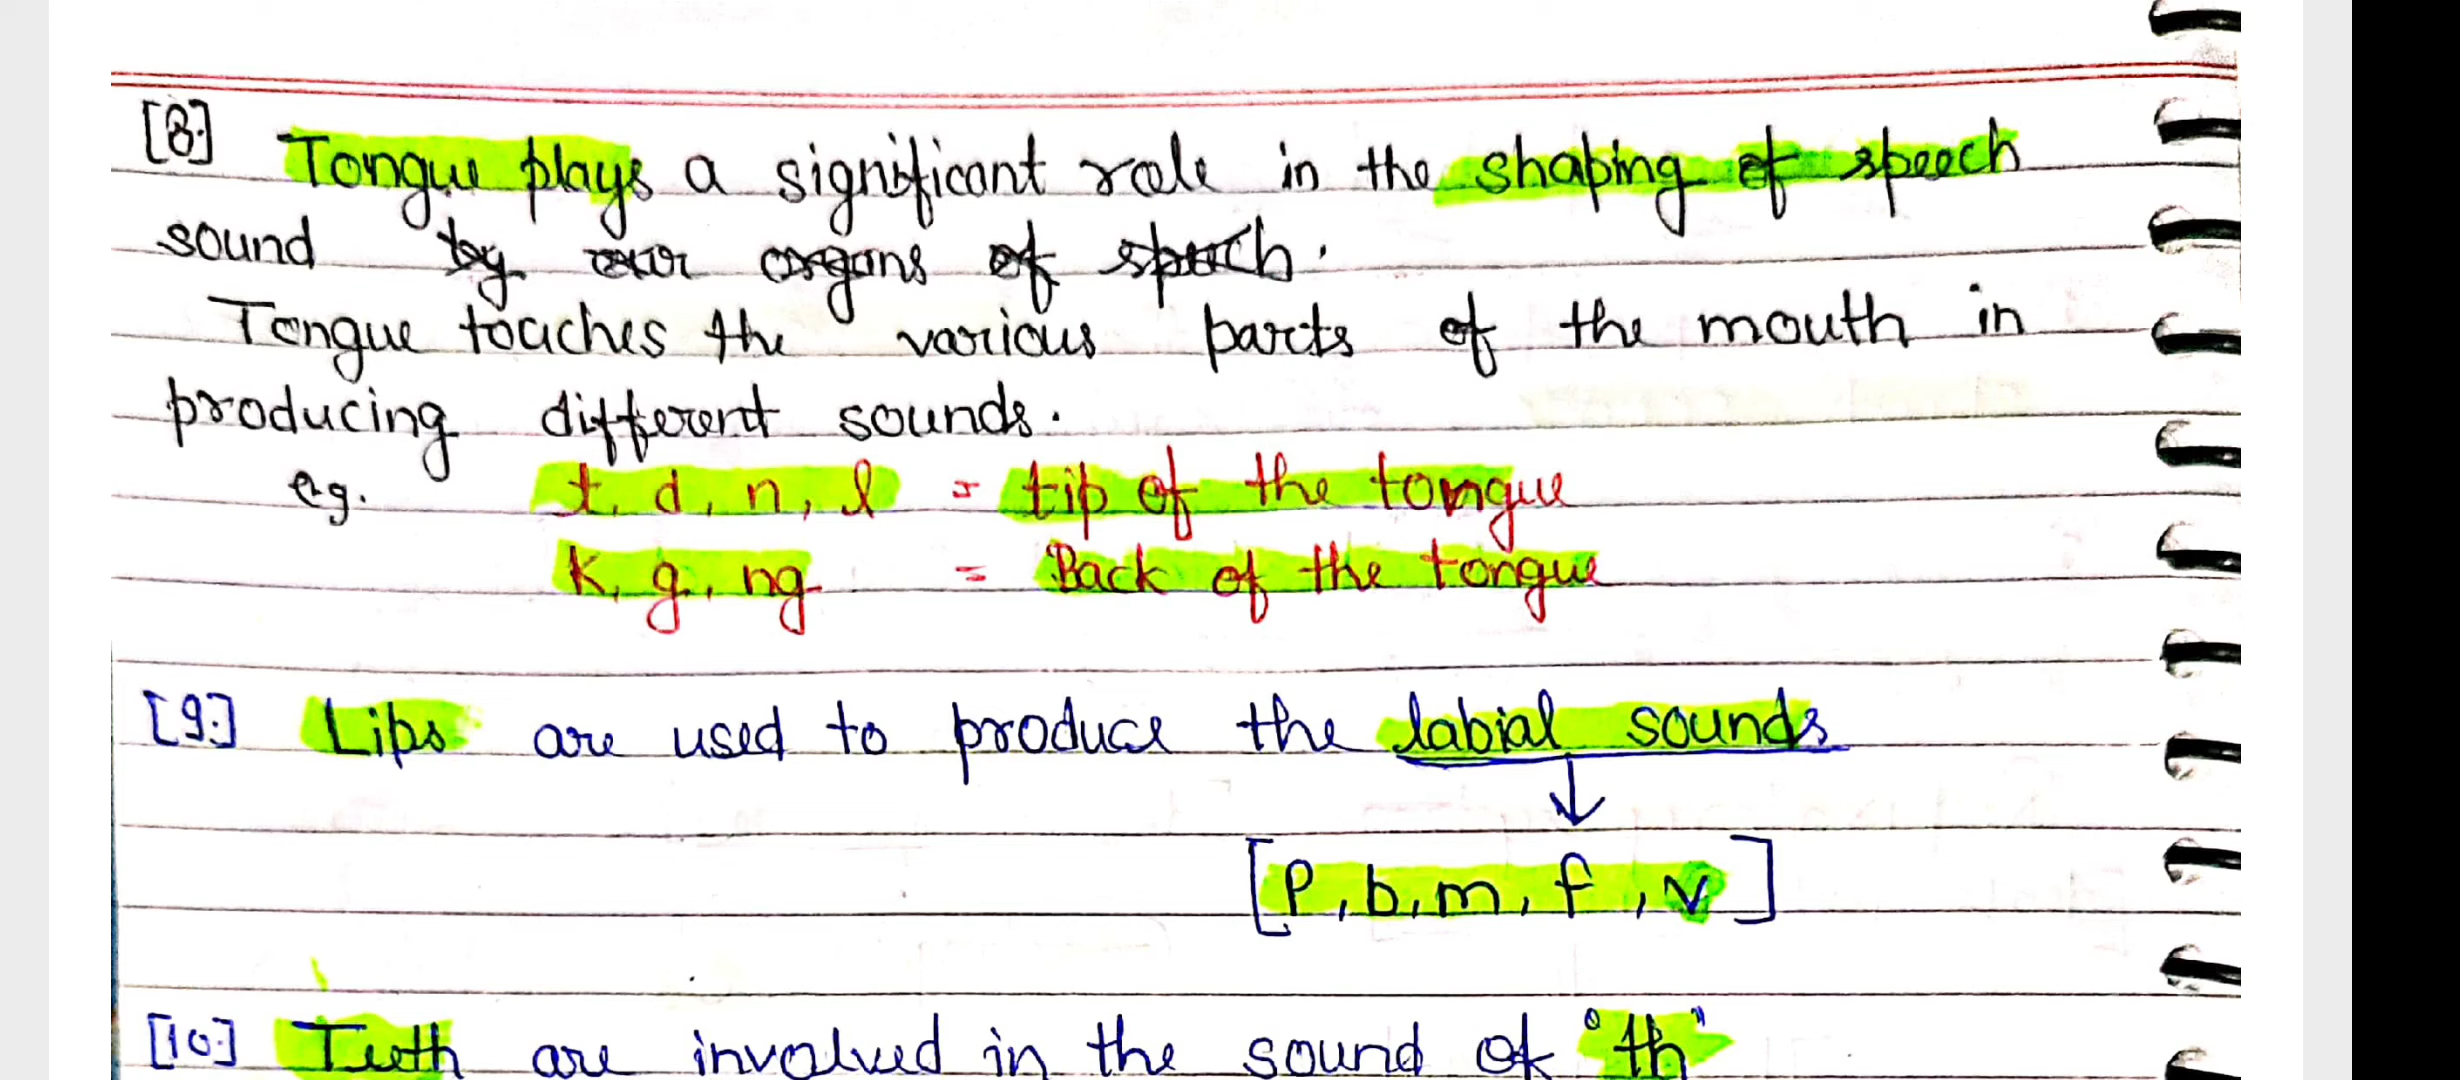 [8.] Tongue plays a significant role in the shaping of speech
sound by our organs of speech.
Tongue touches the various parts of the mouth in
producing different sounds.
e.g. t, d, n, l = tip of the tongue
K, g, ng = Back of the tongue
[9.] Lips are used to produce the labial sounds
↓
[P, b, m, f, v]
[10.] Teeth are involved in the sound of "th"